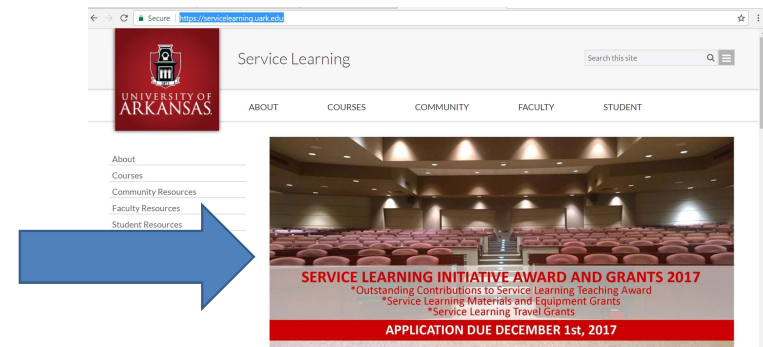 Secure https://servicelearning.uark.edu
UNIVERSITY OF
ARKANSAS.
Service Learning
Search this site
ABOUT COURSES COMMUNITY FACULTY STUDENT
About
Courses
Community Resources
Faculty Resources
Student Resources
SERVICE LEARNING INITIATIVE AWARD AND GRANTS 2017
*Outstanding Contributions to Service Learning Teaching Award
*Service Learning Materials and Equipment Grants
*Service Learning Travel Grants
APPLICATION DUE DECEMBER 1st, 2017